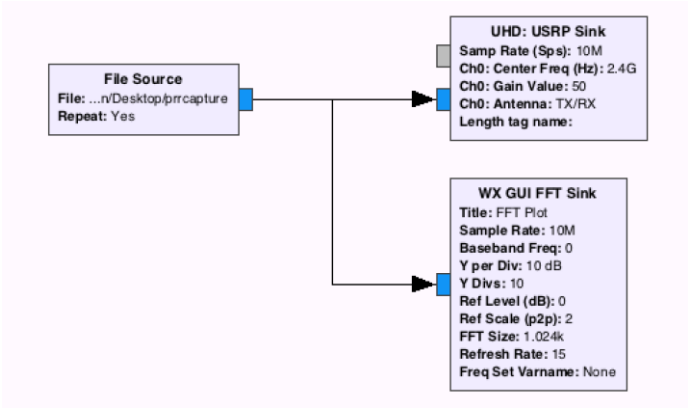 File Source
File: ...n/Desktop/prrcapture
Repeat: Yes
UHD: USRP Sink
Samp Rate (Sps): 10M
Ch0: Center Freq (Hz): 2.4G
Ch0: Gain Value: 50
Ch0: Antenna: TX/RX
Length tag name:
WX GUI FFT Sink
Title: FFT Plot
Sample Rate: 10M
Baseband Freq: 0
Y per Div: 10 dB
Y Divs: 10
Ref Level (dB): 0
Ref Scale (p2p): 2
FFT Size: 1.024k
Refresh Rate: 15
Freq Set Varname: None